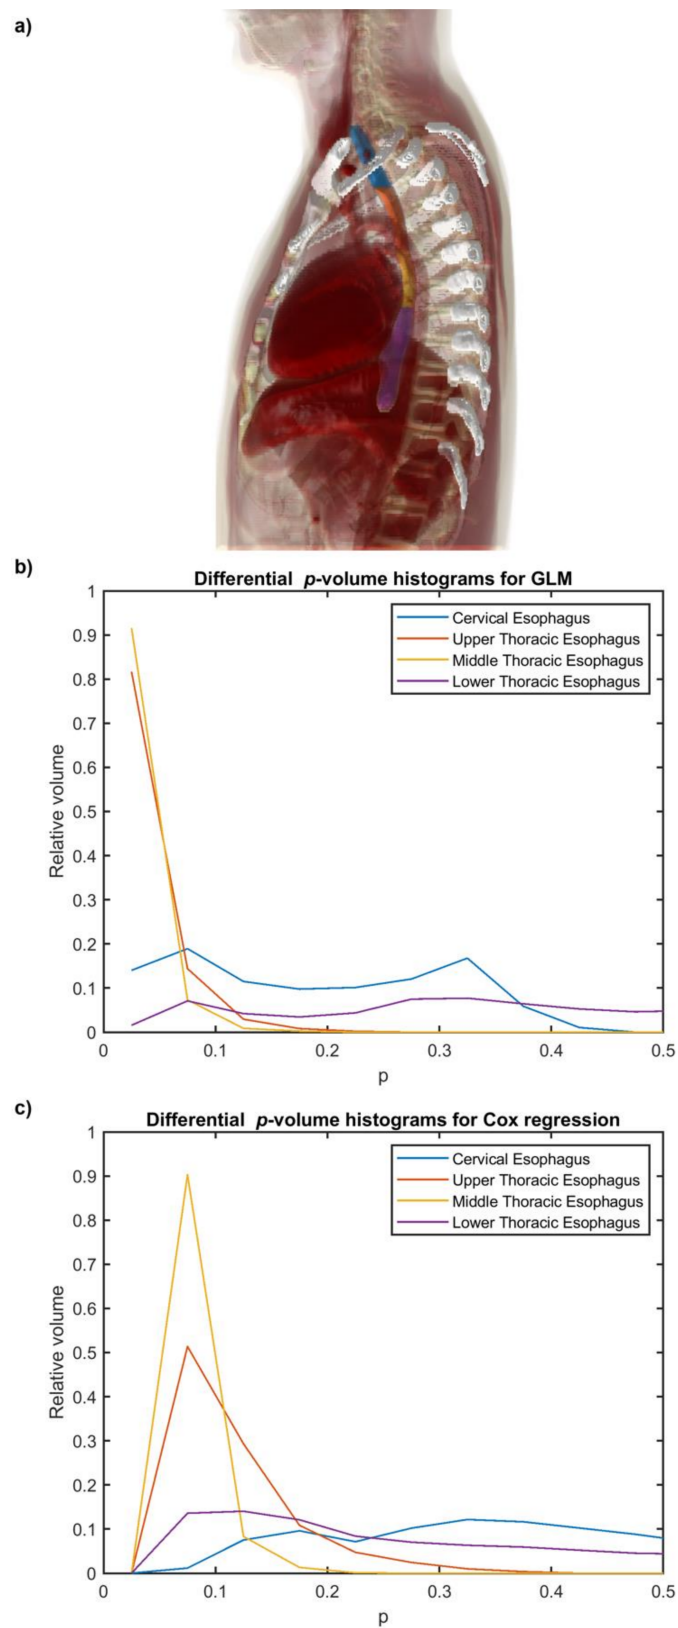 a)
b)
Differential p-volume histograms for GLM
1
0.9
0.8
0.7
0.6
0.5
0.4
0.3
0.2
0.1
0
Relative volume
Cervical Esophagus
Upper Thoracic Esophagus
Middle Thoracic Esophagus
Lower Thoracic Esophagus
0 0.1 0.2 0.3 0.4 0.5
p
c)
Differential p-volume histograms for Cox regression
1
0.9
0.8
0.7
0.6
0.5
0.4
0.3
0.2
0.1
0
Relative volume
Cervical Esophagus
Upper Thoracic Esophagus
Middle Thoracic Esophagus
Lower Thoracic Esophagus
0 0.1 0.2 0.3 0.4 0.5
p